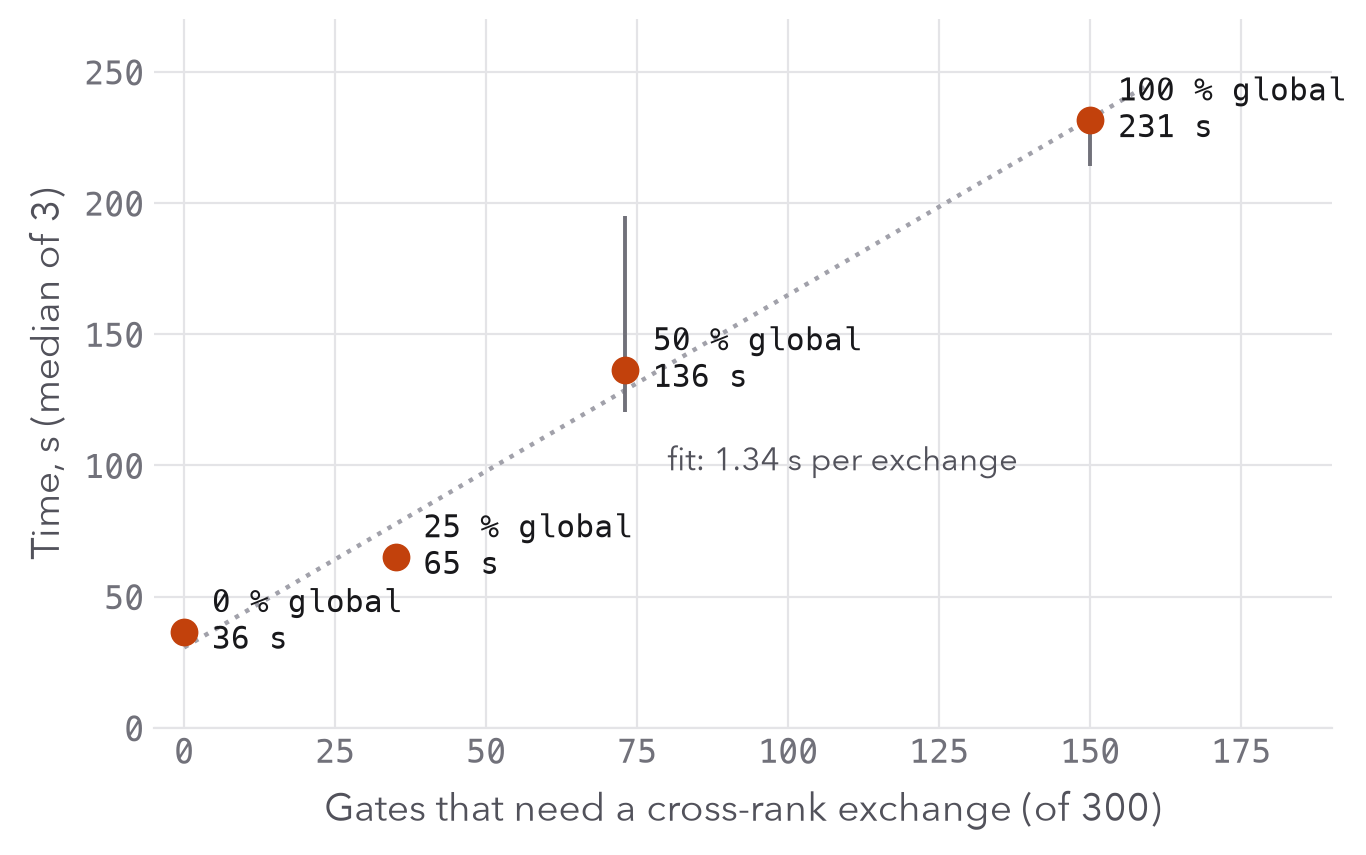 250
200
150
100
50
0
Time, s (median of 3)
100 % global
231 s
50 % global
136 s
fit: 1.34 s per exchange
25 % global
65 s
0 % global
36 s
0 25 50 75 100 125 150 175
Gates that need a cross-rank exchange (of 300)